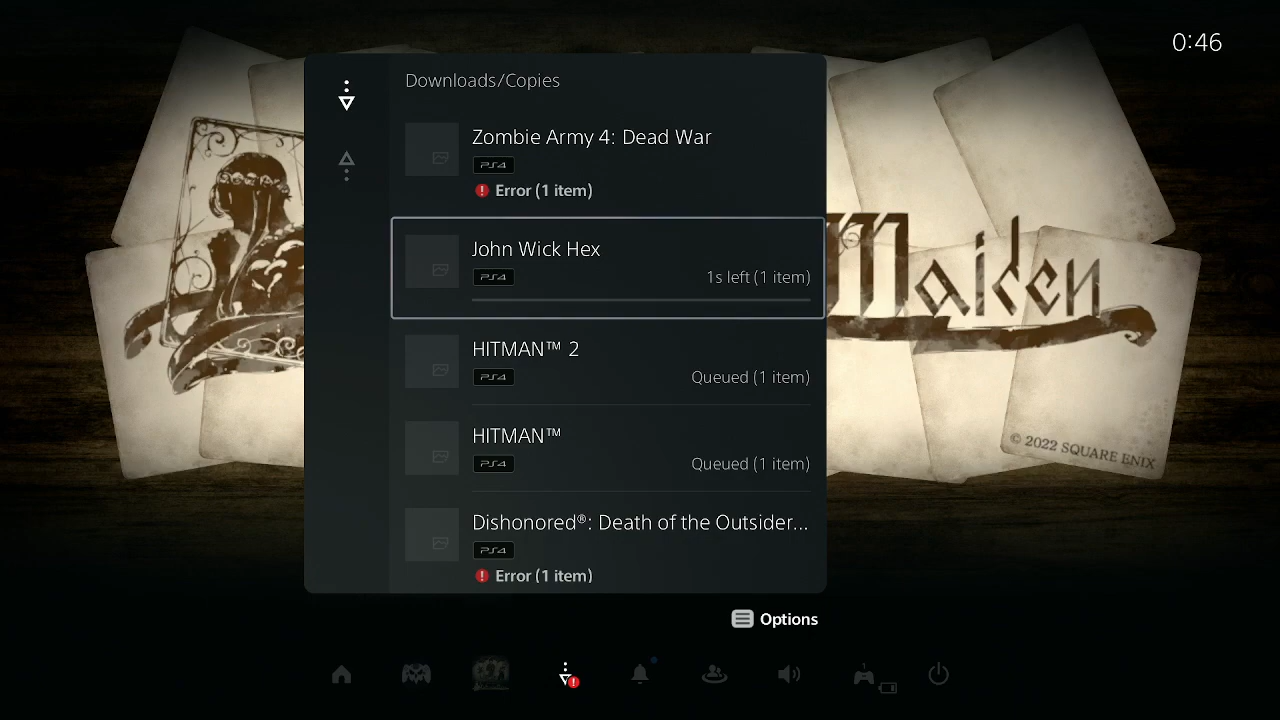 0:46
Downloads/Copies
Zombie Army 4: Dead War
PS4
Error (1 item)
John Wick Hex
PS4
1s left (1 item)
HITMAN™ 2
PS4
Queued (1 item)
HITMAN™
PS4
Queued (1 item)
Dishonored®: Death of the Outsider...
PS4
Error (1 item)
Maiden
© 2022 SQUARE ENIX
Options
1